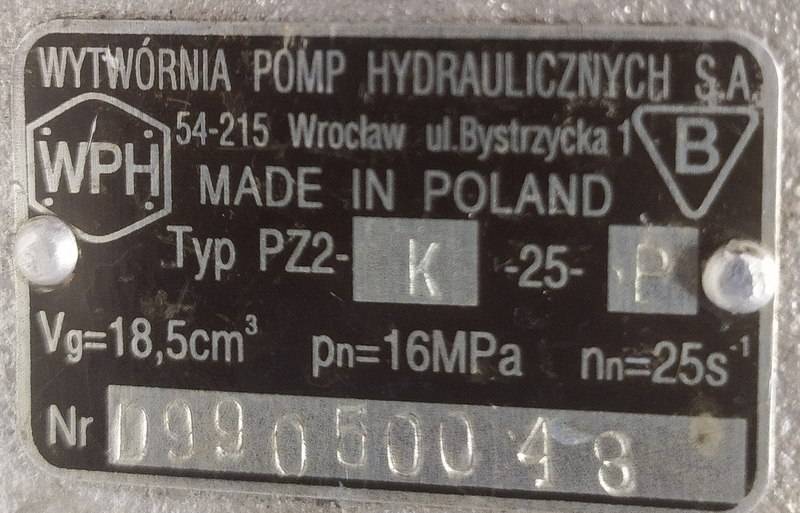 WYTWÓRNIA POMP HYDRAULICZNYCH S.A.
WPH
54-215 Wrocław ul.Bystrzycka 1
B
MADE IN POLAND
Typ PZ2- K -25- P
Vg=18,5cm³ pn=16MPa nn=25s⁻¹
Nr D99050048